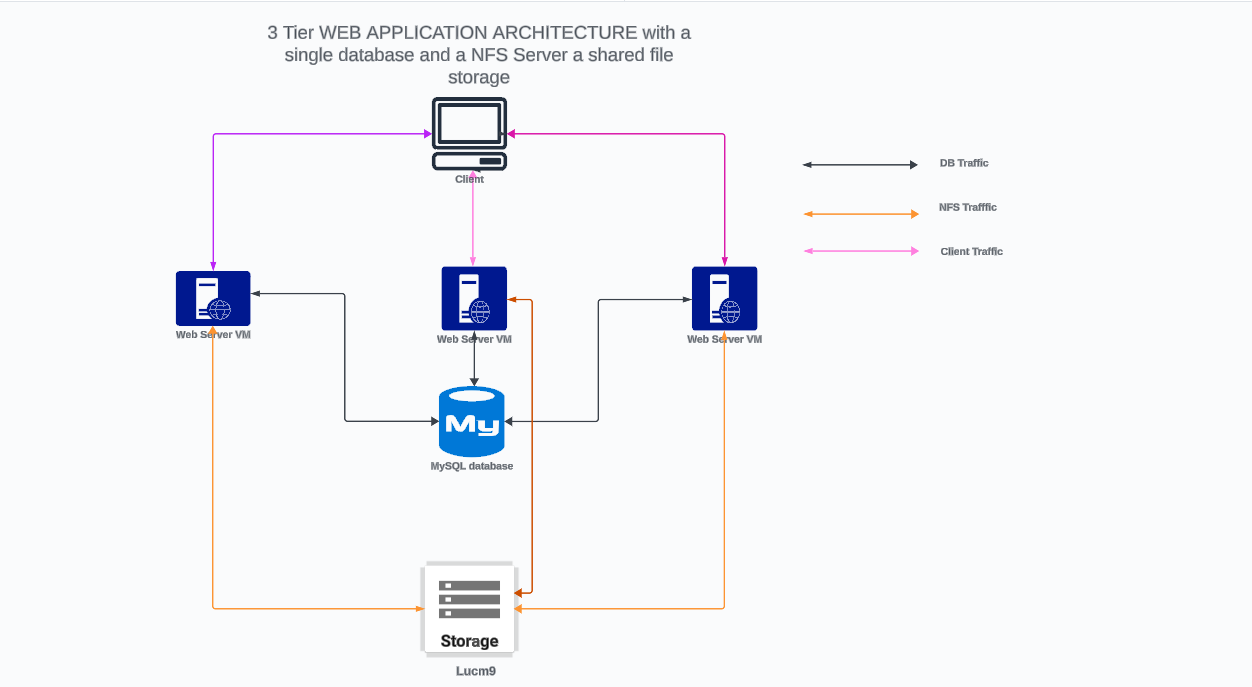 3 Tier WEB APPLICATION ARCHITECTURE with a
single database and a NFS Server a shared file
storage
Client
DB Traffic
NFS Trafffic
Client Traffic
Web Server VM
Web Server VM
Web Server VM
My
MySQL database
Storage
Lucm9